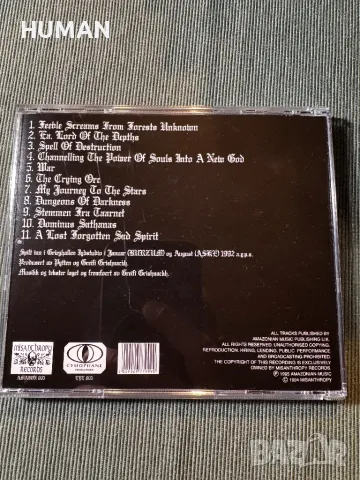 HUMAN
1. Feeble Screams From Forests Unknown
2. Ea, Lord Of The Depths
3. Spell Of Destruction
4. Channelling The Power Of Souls Into A New God
5. War
6. The Crying Orc
7. My Journey To The Stars
8. Dungeons Of Darkness
9. Stemmen Fra Taarnet
10. Dominus Sathanas
11. A Lost Forgotten Sad Spirit
Spilt inn i Grieghallen Lydstudio i Januar (BURZUM) og August (ASKE) 1992 a.y.p.s.
Produsert av Pytten og Greifi Grishnackh.
Musikk og tekster laget og fremført av Greifi Grishnackh.
ALL TRACKS PUBLISHED BY
AMAZONIAN MUSIC PUBLISHING U.K.
ALL RIGHTS RESERVED. UNAUTHORISED COPYING,
REPRODUCTION, HIRING, LENDING, PUBLIC PERFORMANCE
AND BROADCASTING PROHIBITED.
THE COPYRIGHT OF THIS RECORDING IS EXCLUSIVELY
OWNED BY MISANTHROPY RECORDS.
℗ 1995 AMAZONIAN MUSIC
© 1994 MISANTHROPY
misanthropy
RECORDS
CYMOPHANE
bazar